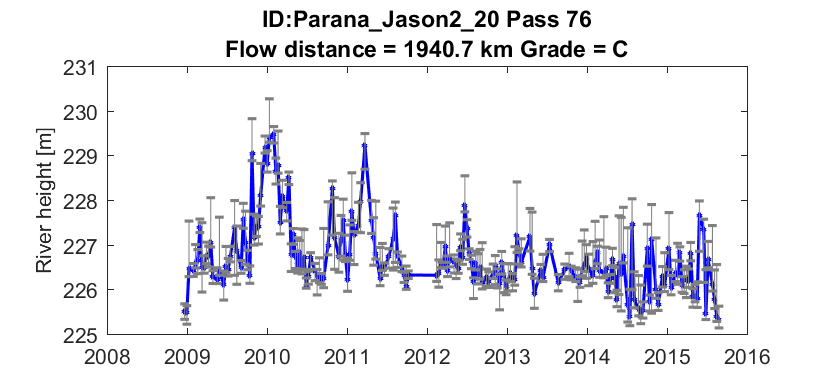 ID:Parana_Jason2_20 Pass 76
Flow distance = 1940.7 km Grade = C
River height [m]
231
230
229
228
227
226
225
2008 2009 2010 2011 2012 2013 2014 2015 2016